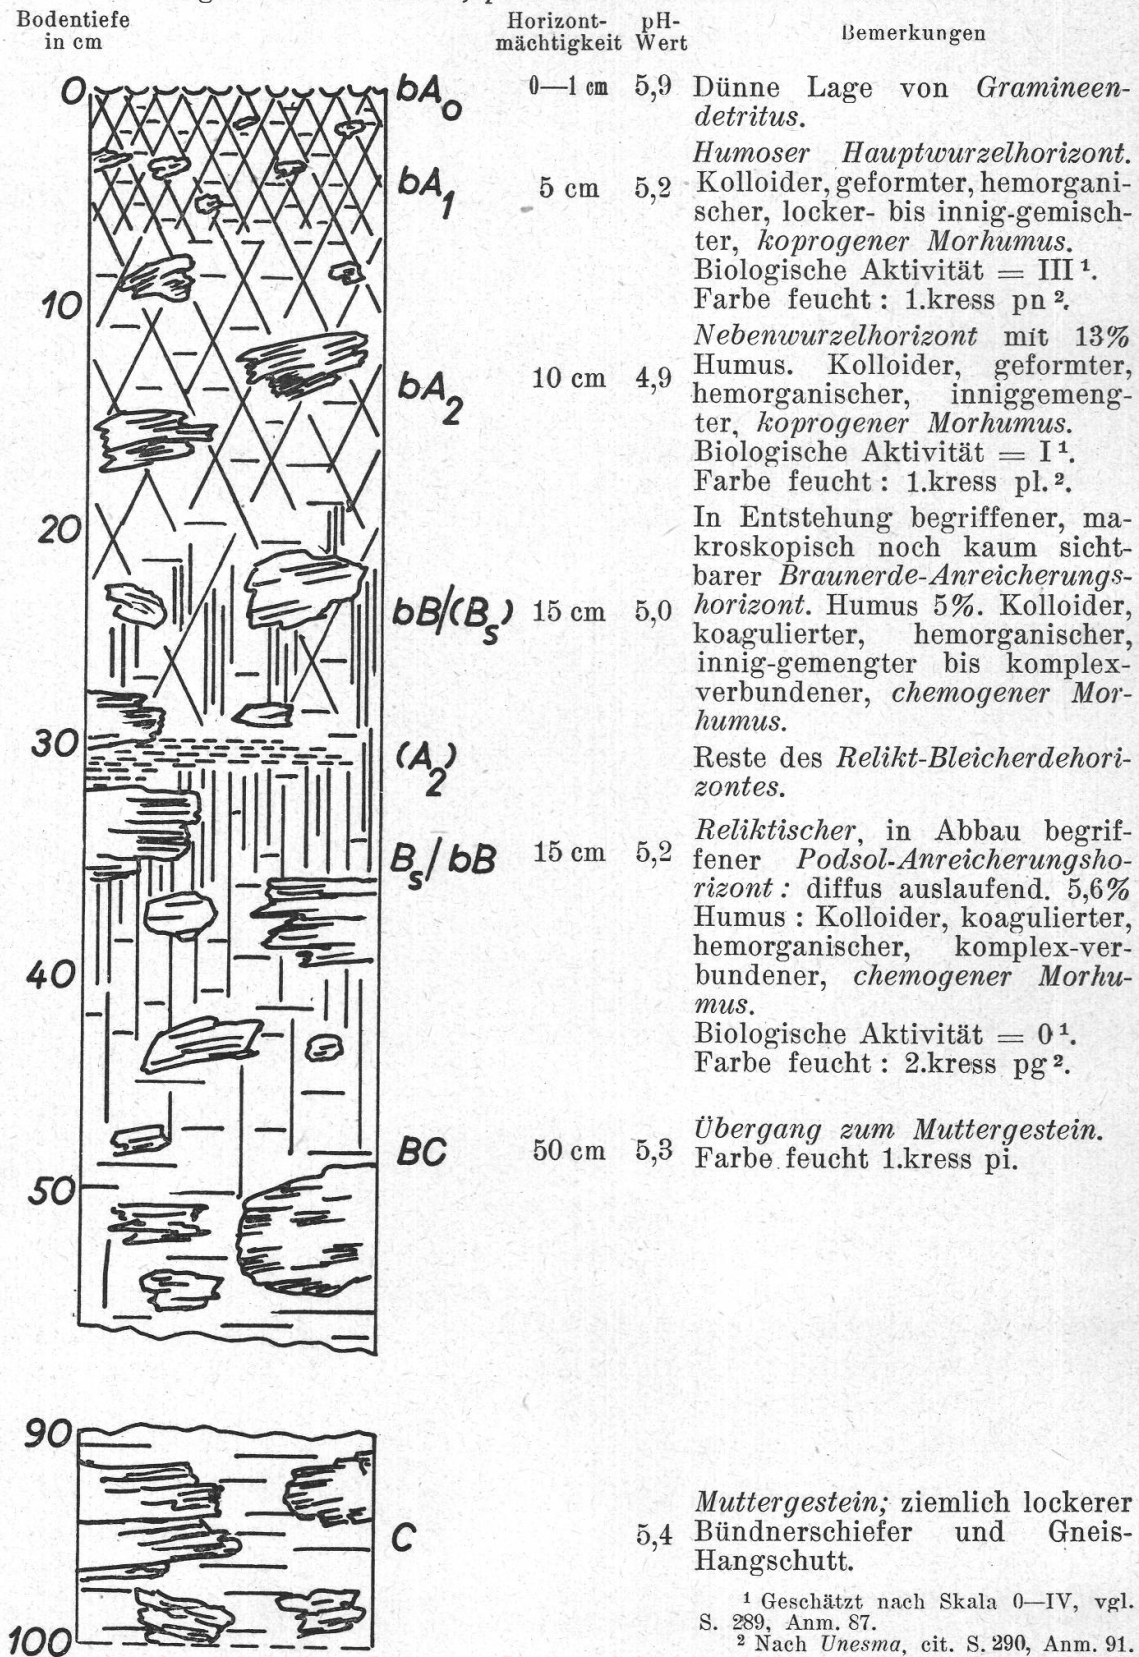 Bodentiefe
in cm
Horizont-
mächtigkeit
pH-
Wert
Bemerkungen
0
bA₀
0—1 cm
5,9
Dünne Lage von Gramineen-
detritus.
bA₁
5 cm
5,2
Humoser Hauptwurzelhorizont.
Kolloider, geformter, hemorgani-
scher, locker- bis innig-gemisch-
ter, koprogener Morhumus.
Biologische Aktivität = III ¹.
Farbe feucht : 1.kress pn ².
10
bA₂
10 cm
4,9
Nebenwurzelhorizont mit 13%
Humus. Kolloider, geformter,
hemorganischer, inniggemeng-
ter, koprogener Morhumus.
Biologische Aktivität = I ¹.
Farbe feucht : 1.kress pl. ².
20
bB/(Bₛ)
15 cm
5,0
In Entstehung begriffener, ma-
kroskopisch noch kaum sicht-
barer Braunerde-Anreicherungs-
horizont. Humus 5%. Kolloider,
koagulierter, hemorganischer,
innig-gemengter bis komplex-
verbundener, chemogener Mor-
humus.
30
(A₂)
Reste des Relikt-Bleicherdehori-
zontes.
Bₛ/bB
15 cm
5,2
Reliktischer, in Abbau begrif-
fener Podsol-Anreicherungsho-
rizont : diffus auslaufend. 5,6%
Humus : Kolloider, koagulierter,
hemorganischer, komplex-ver-
bundener, chemogener Morhu-
mus.
Biologische Aktivität = 0 ¹.
Farbe feucht : 2.kress pg ².
40
BC
50 cm
5,3
Übergang zum Muttergestein.
Farbe feucht 1.kress pi.
50
90
C
5,4
Muttergestein; ziemlich lockerer
Bündnerschiefer und Gneis-
Hangschutt.
100
¹ Geschätzt nach Skala 0—IV, vgl.
S. 289, Anm. 87.
² Nach Unesma, cit. S. 290, Anm. 91.